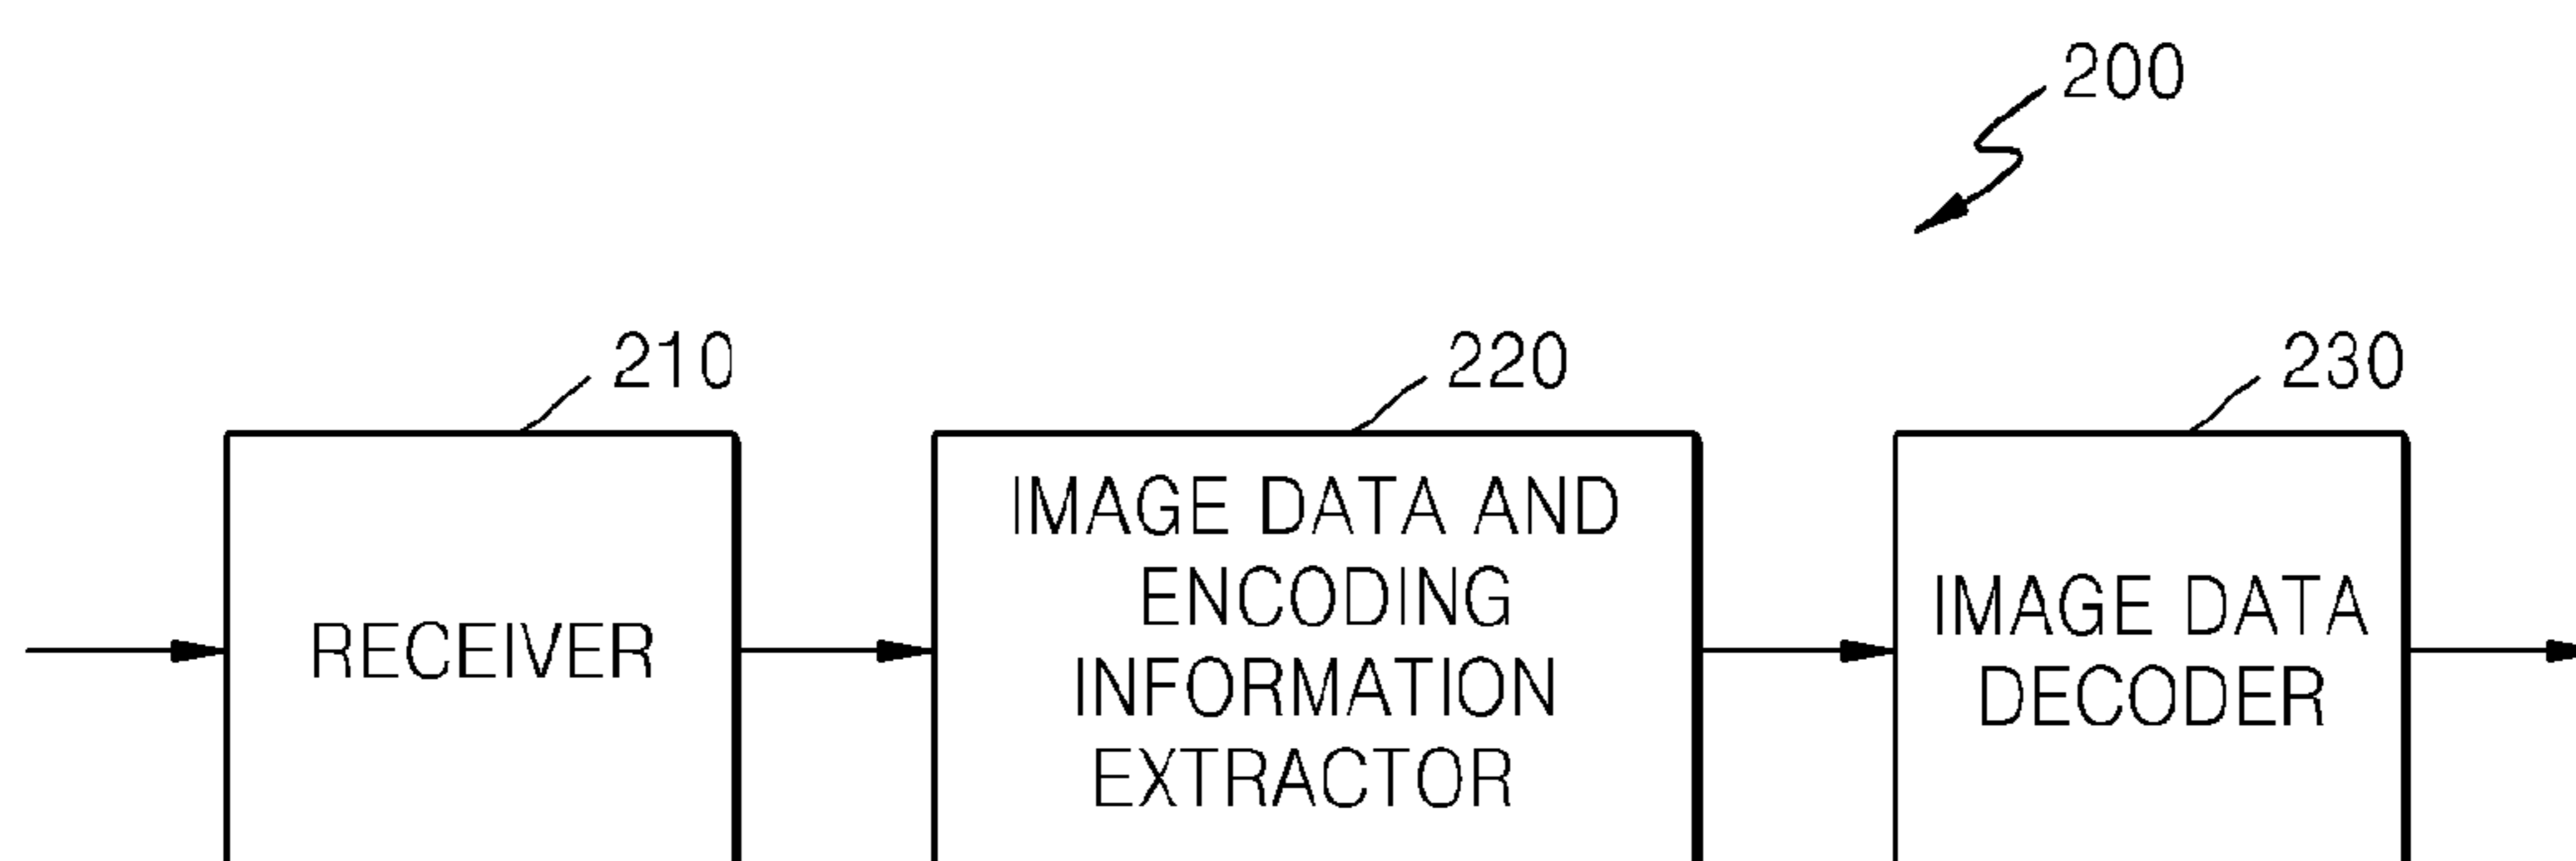 200
210
220
230
RECEIVER
IMAGE DATA AND
ENCODING
INFORMATION
EXTRACTOR
IMAGE DATA
DECODER